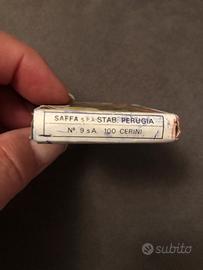 SAFFA S.P.A. STAB. PERUGIA
N° 9 S A. 100 CERINI
subito